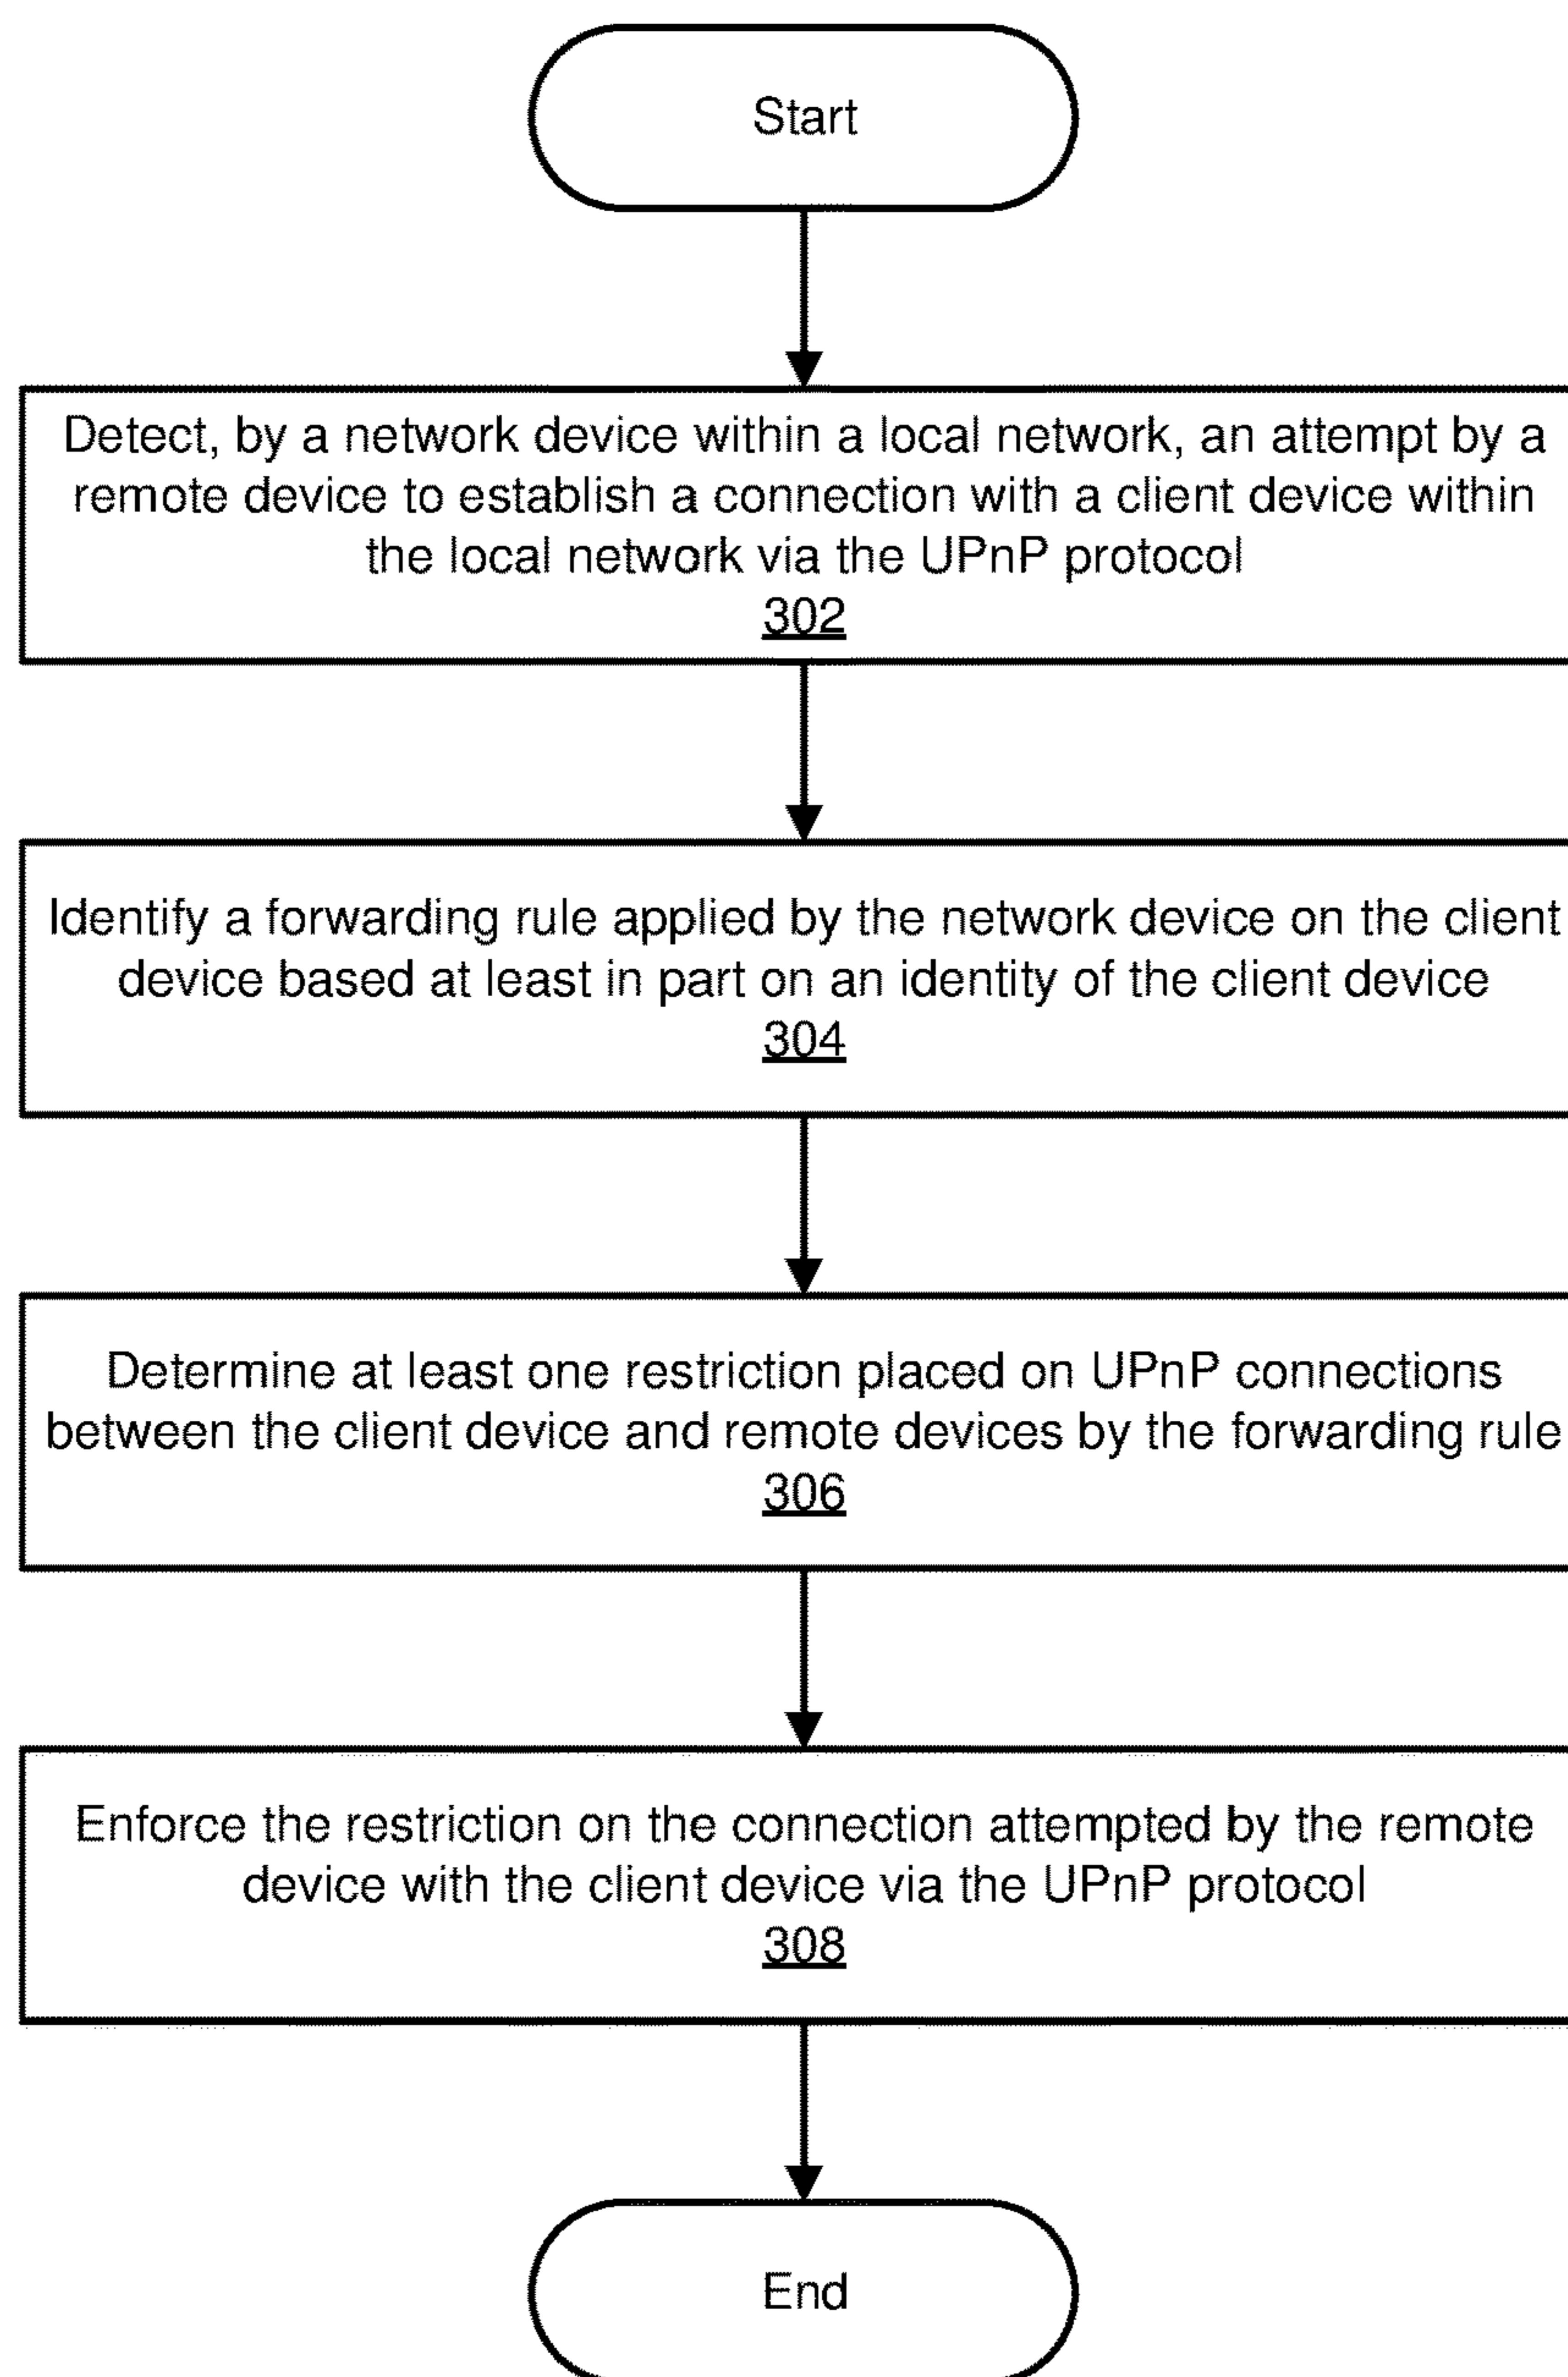 Start
Detect, by a network device within a local network, an attempt by a
remote device to establish a connection with a client device within
the local network via the UPnP protocol
302
Identify a forwarding rule applied by the network device on the client
device based at least in part on an identity of the client device
304
Determine at least one restriction placed on UPnP connections
between the client device and remote devices by the forwarding rule
306
Enforce the restriction on the connection attempted by the remote
device with the client device via the UPnP protocol
308
End